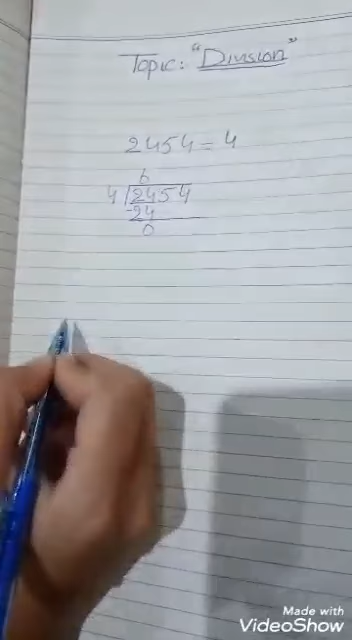 Topic: "Division"
2454 = 4
6
4 √2454
-24
0
Made with
VideoShow